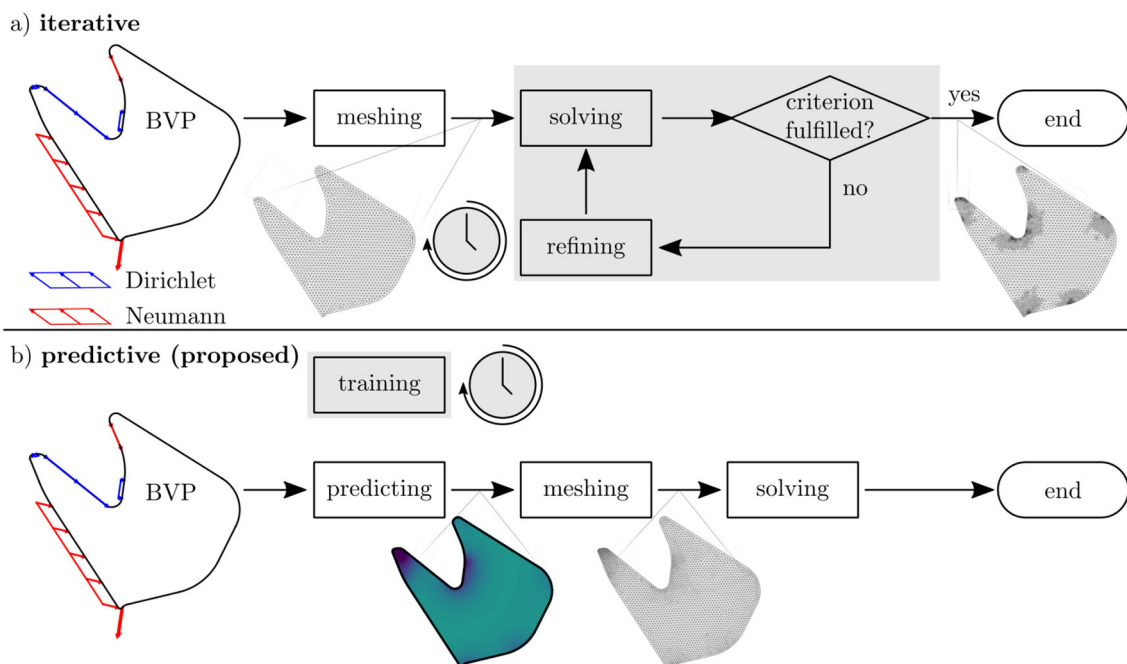 a) iterative
BVP
meshing
solving
criterion
fulfilled?
yes
end
no
refining
Dirichlet
Neumann
b) predictive (proposed)
training
BVP
predicting
meshing
solving
end